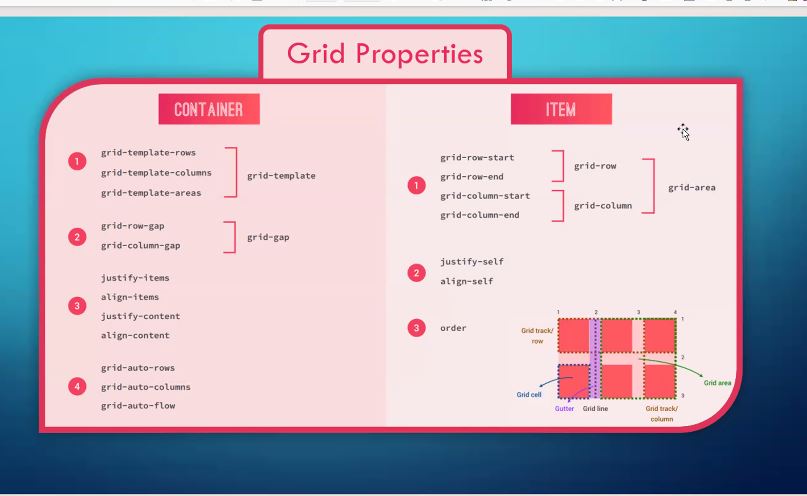 Grid Properties
CONTAINER
1
grid-template-rows
grid-template-columns
grid-template-areas
grid-template
2
grid-row-gap
grid-column-gap
grid-gap
3
justify-items
align-items
justify-content
align-content
4
grid-auto-rows
grid-auto-columns
grid-auto-flow
ITEM
1
grid-row-start
grid-row-end
grid-column-start
grid-column-end
grid-row
grid-column
grid-area
2
justify-self
align-self
3
order
1 2 3 4
1
2
3
Grid track/
row
Grid cell
Gutter
Grid line
Grid track/
column
Grid area